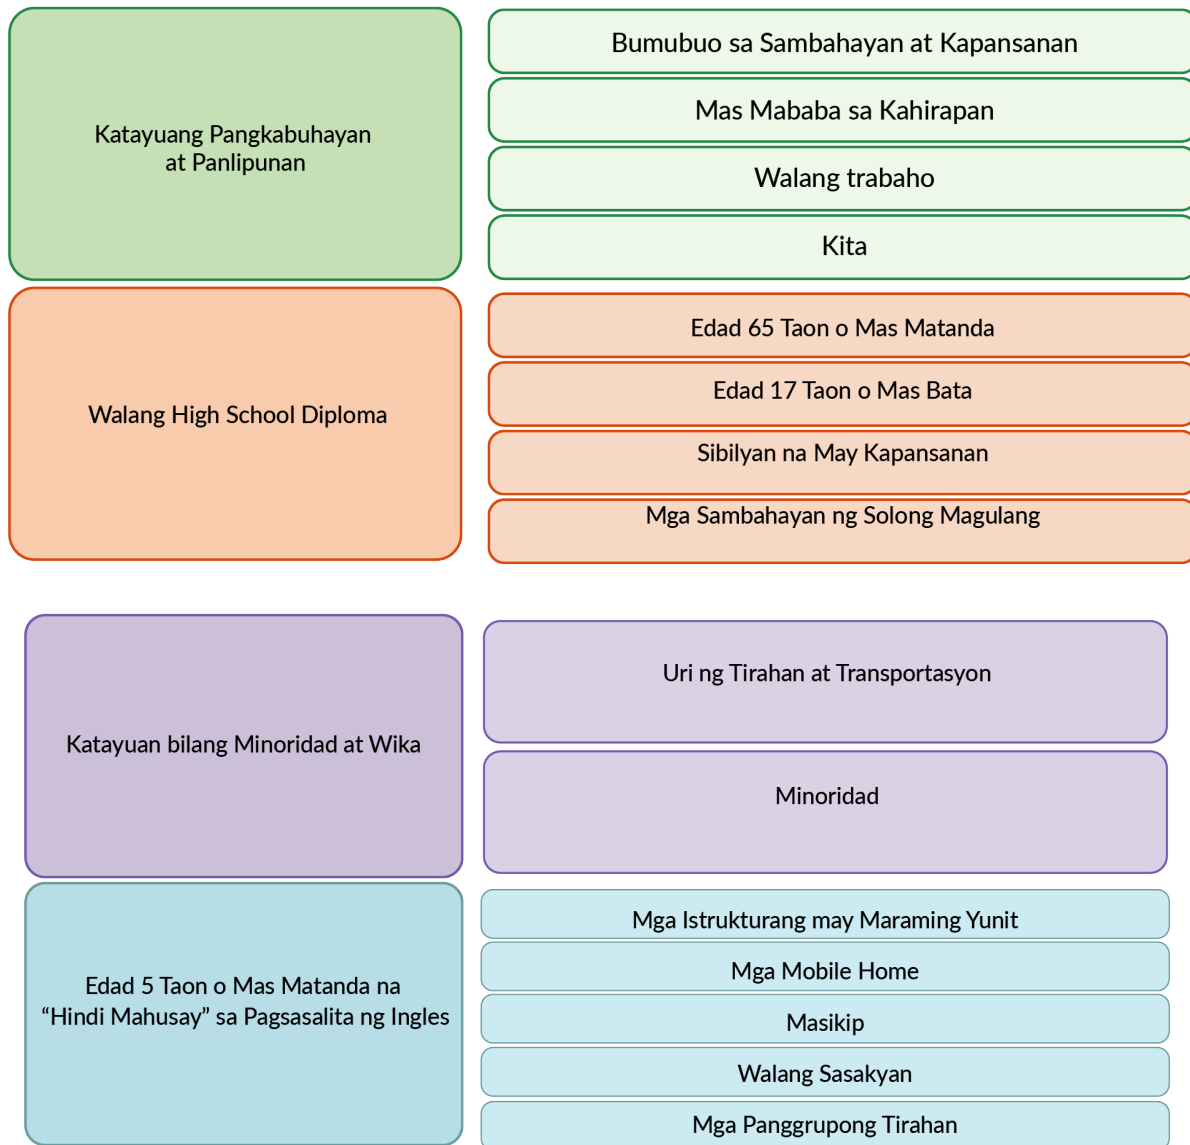 Katayuang Pangkabuhayan
at Panlipunan
Bumubuo sa Sambahayan at Kapansanan
Mas Mababa sa Kahirapan
Walang trabaho
Kita
Walang High School Diploma
Edad 65 Taon o Mas Matanda
Edad 17 Taon o Mas Bata
Sibilyan na May Kapansanan
Mga Sambahayan ng Solong Magulang
Katayuan bilang Minoridad at Wika
Uri ng Tirahan at Transportasyon
Minoridad
Edad 5 Taon o Mas Matanda na
“Hindi Mahusay” sa Pagsasalita ng Ingles
Mga Istrukturang may Maraming Yunit
Mga Mobile Home
Masikip
Walang Sasakyan
Mga Panggrupong Tirahan